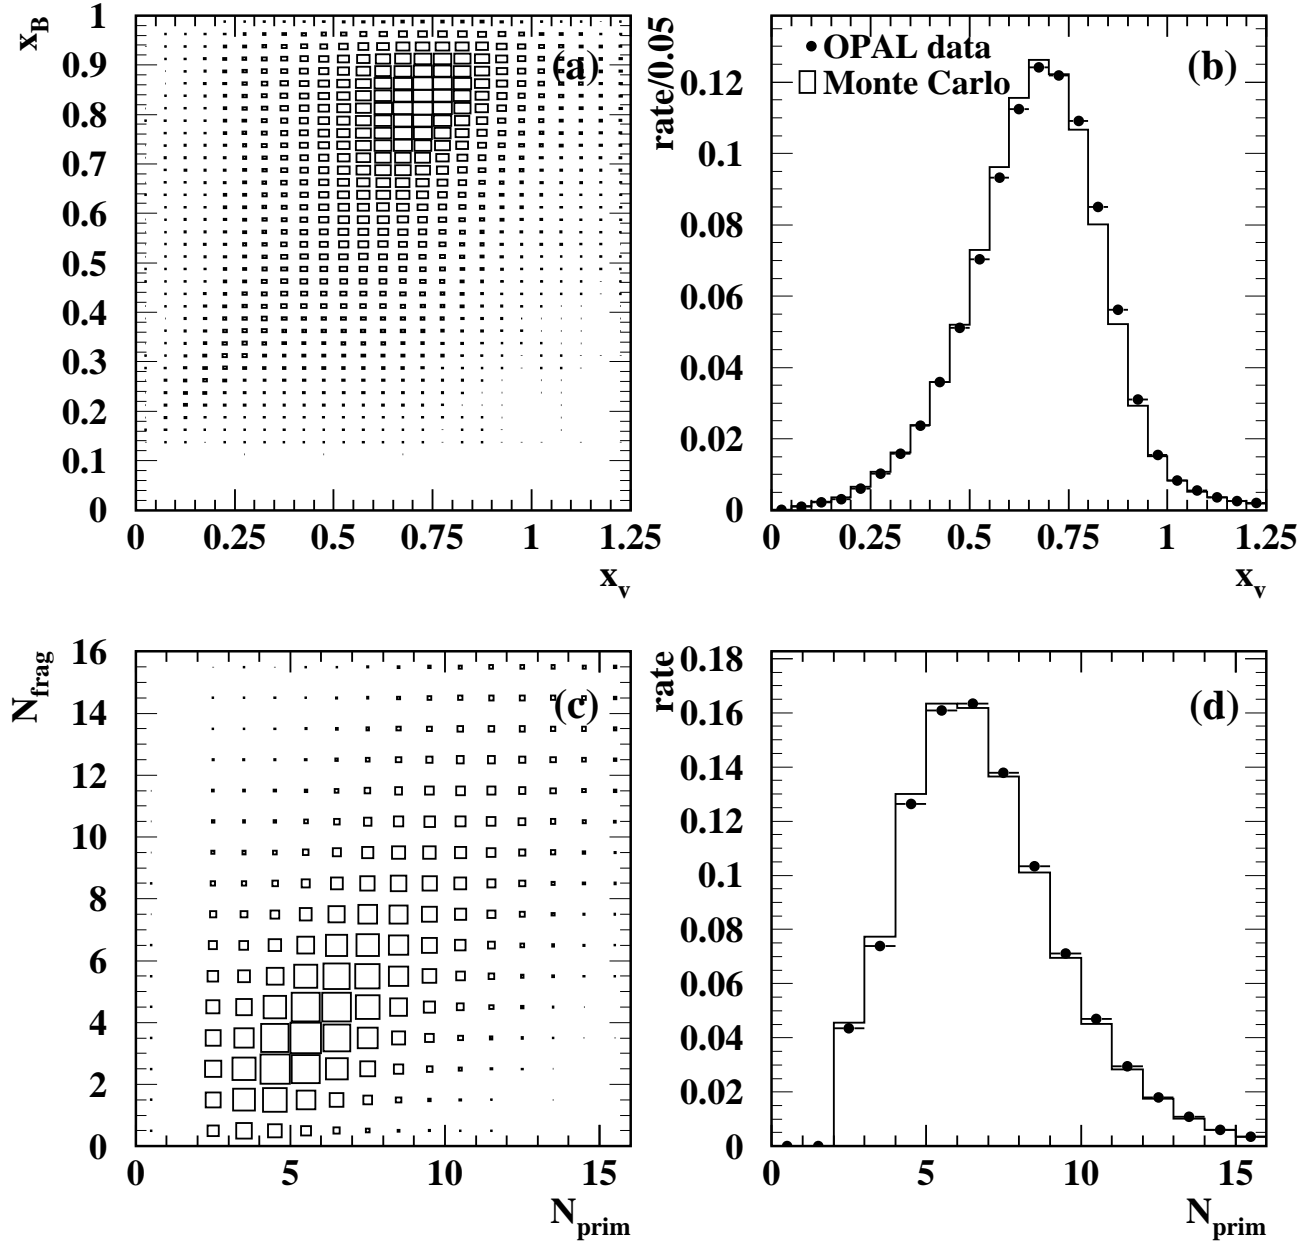 x_B
1
0.9
0.8
0.7
0.6
0.5
0.4
0.3
0.2
0.1
0
(a)
0 0.25 0.5 0.75 1 1.25
x_v
rate/0.05
0.12
0.1
0.08
0.06
0.04
0.02
0
OPAL data
Monte Carlo
(b)
0 0.25 0.5 0.75 1 1.25
x_v
N_frag
16
14
12
10
8
6
4
2
0
(c)
0 5 10 15
N_prim
rate
0.18
0.16
0.14
0.12
0.1
0.08
0.06
0.04
0.02
0
(d)
0 5 10 15
N_prim